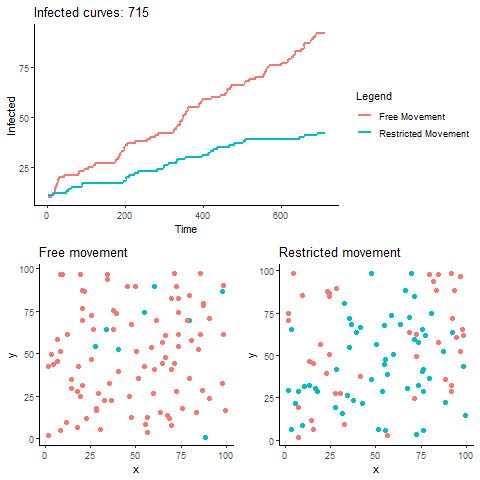 Infected curves: 715
75
50
25
Infected
0
200
400
600
Time
Legend
Free Movement
Restricted Movement
Free movement
100
75
50
25
0
y
0
25
50
75
100
x
Restricted movement
100
75
50
25
0
y
0
25
50
75
100
x